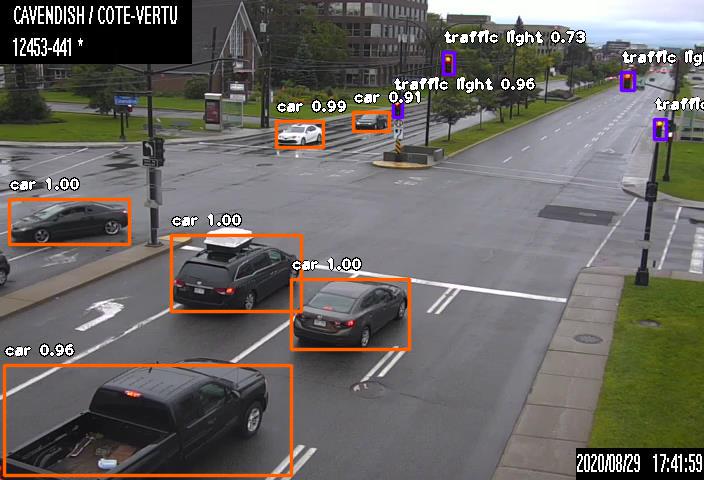 CAVENDISH / COTE-VERTU
12453-441 *
traffic light 0.73
traffic lig
traffic light 0.96
car 0.99
car 0.91
traffic
car 1.00
car 1.00
car 1.00
car 0.96
2020/08/29 17:41:59